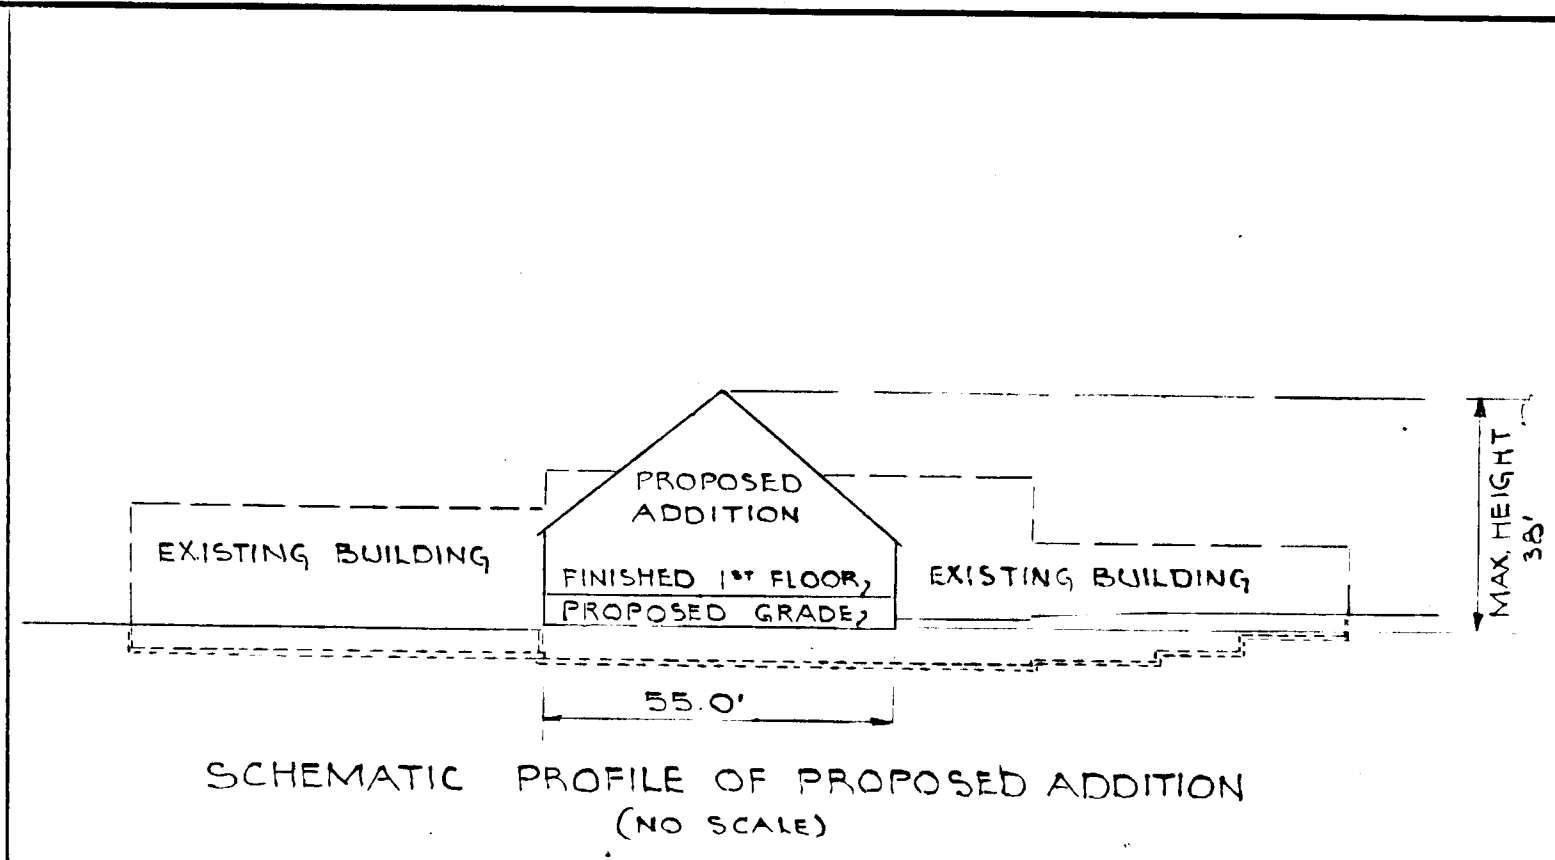 PROPOSED
ADDITION
EXISTING BUILDING
FINISHED 1ST FLOOR
EXISTING BUILDING
PROPOSED GRADE
MAX. HEIGHT
38'
55.0'
SCHEMATIC PROFILE OF PROPOSED ADDITION
(NO SCALE)